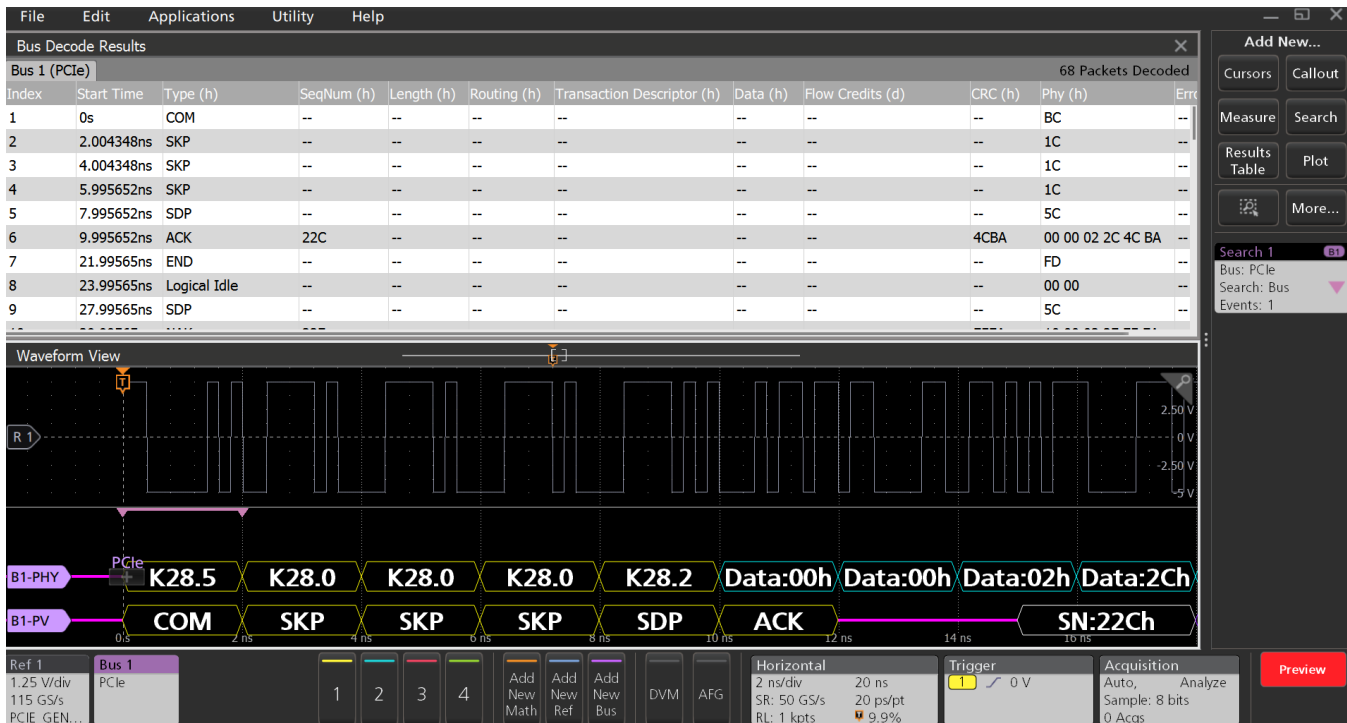 File Edit Applications Utility Help
Bus Decode Results
Bus 1 (PCIe) 68 Packets Decoded
Index Start Time Type (h) SeqNum (h) Length (h) Routing (h) Transaction Descriptor (h) Data (h) Flow Credits (d) CRC (h) Phy (h) Erro
1 0s COM -- -- -- -- -- -- -- BC --
2 2.004348ns SKP -- -- -- -- -- -- -- 1C --
3 4.004348ns SKP -- -- -- -- -- -- -- 1C --
4 5.995652ns SKP -- -- -- -- -- -- -- 1C --
5 7.995652ns SDP -- -- -- -- -- -- -- 5C --
6 9.995652ns ACK 22C -- -- -- -- -- 4CBA 00 00 02 2C 4C BA --
7 21.99565ns END -- -- -- -- -- -- -- FD --
8 23.99565ns Logical Idle -- -- -- -- -- -- -- 00 00 --
9 27.99565ns SDP -- -- -- -- -- -- -- 5C --
Add New...
Cursors Callout
Measure Search
Results Table Plot
More...
Search 1 B1
Bus: PCIe
Search: Bus
Events: 1
Waveform View
T
2.50 V
R 1 0 V
-2.50 V
-5 V
PCIe
B1-PHY K28.5 K28.0 K28.0 K28.0 K28.2 Data:00h Data:00h Data:02h Data:2Ch
B1-PV COM SKP SKP SKP SDP ACK SN:22Ch
0s 2 ns 4 ns 6 ns 8 ns 10 ns 12 ns 14 ns 16 ns
Ref 1
1.25 V/div
115 GS/s
PCIE_GEN...
Bus 1
PCIe
1 2 3 4
Add New Math
Add New Ref
Add New Bus
DVM AFG
Horizontal
2 ns/div 20 ns
SR: 50 GS/s 20 ps/pt
RL: 1 kpts 9.9%
Trigger
1 0 V
Acquisition
Auto, Analyze
Sample: 8 bits
0 Acqs
Preview